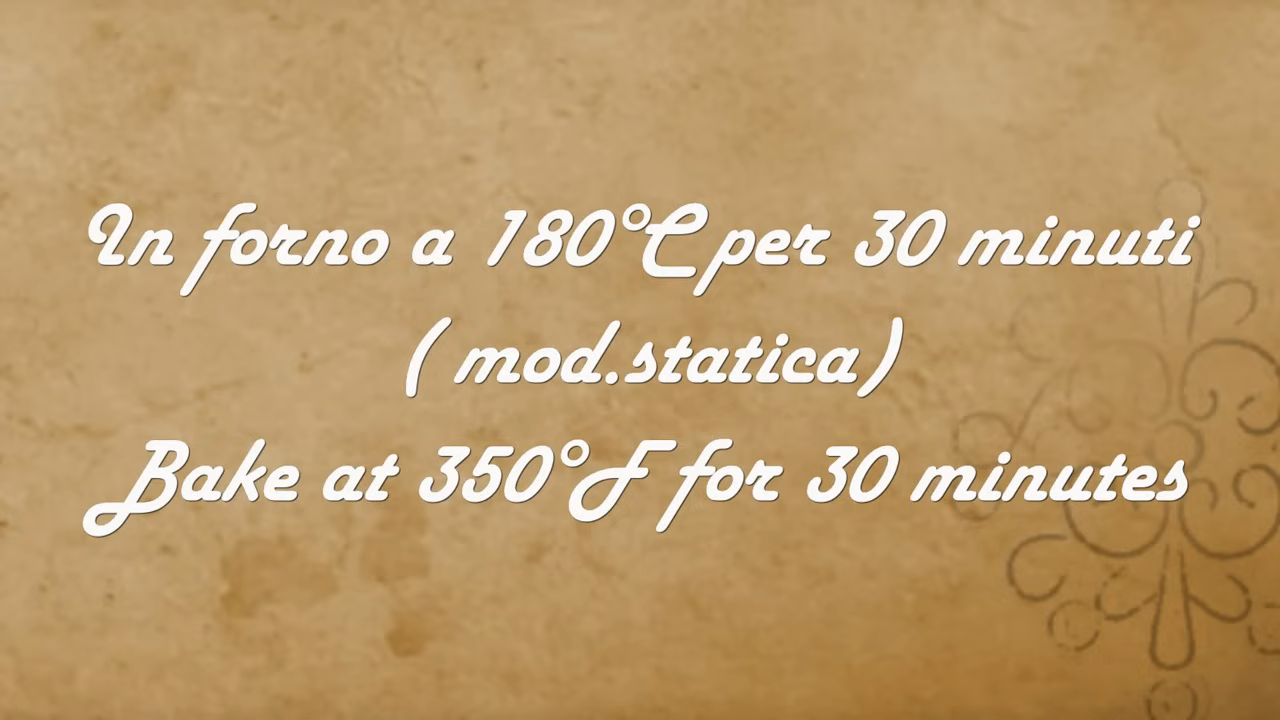 In forno a 180°C per 30 minuti
( mod.statica)
Bake at 350°F for 30 minutes